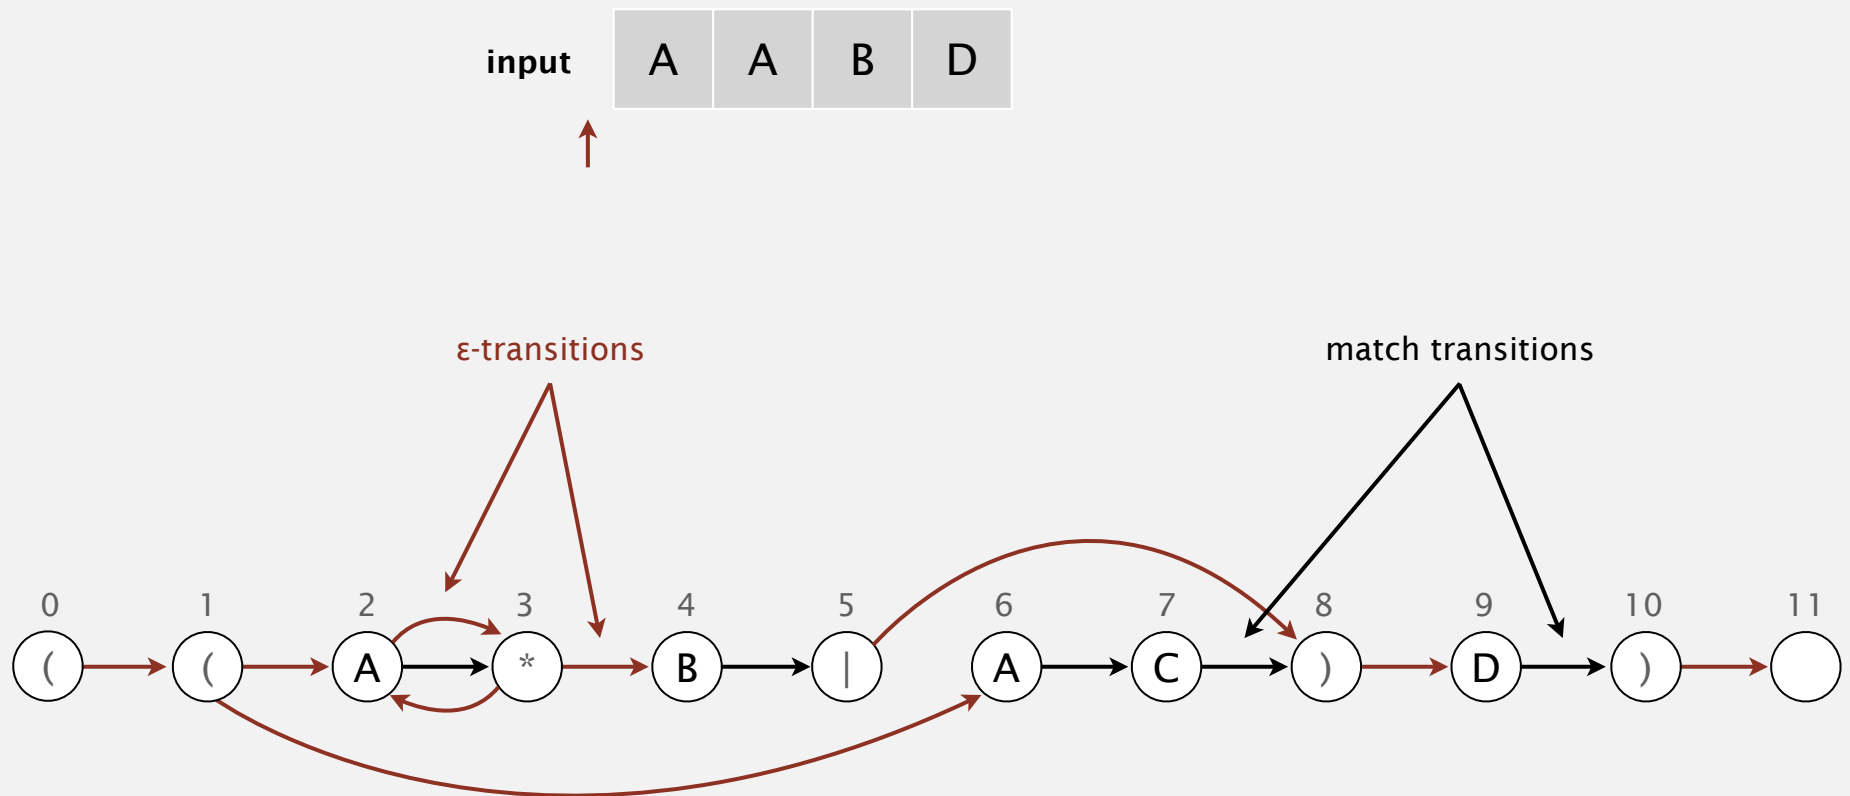 input A A B D
ε-transitions match transitions
0 1 2 3 4 5 6 7 8 9 10 11
( ( A * B | A C ) D )